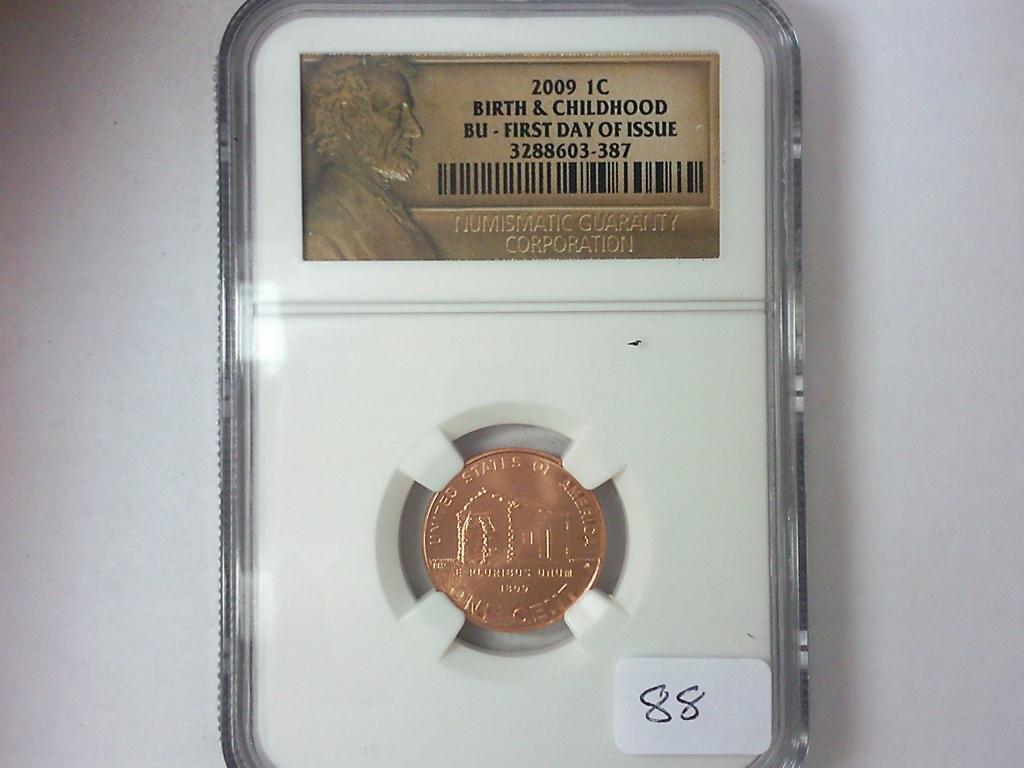 2009 1C
BIRTH & CHILDHOOD
BU - FIRST DAY OF ISSUE
3288603-387
NUMISMATIC GUARANTY
CORPORATION
UNITED STATES OF AMERICA
E PLURIBUS UNUM
1809
ONE CENT
88